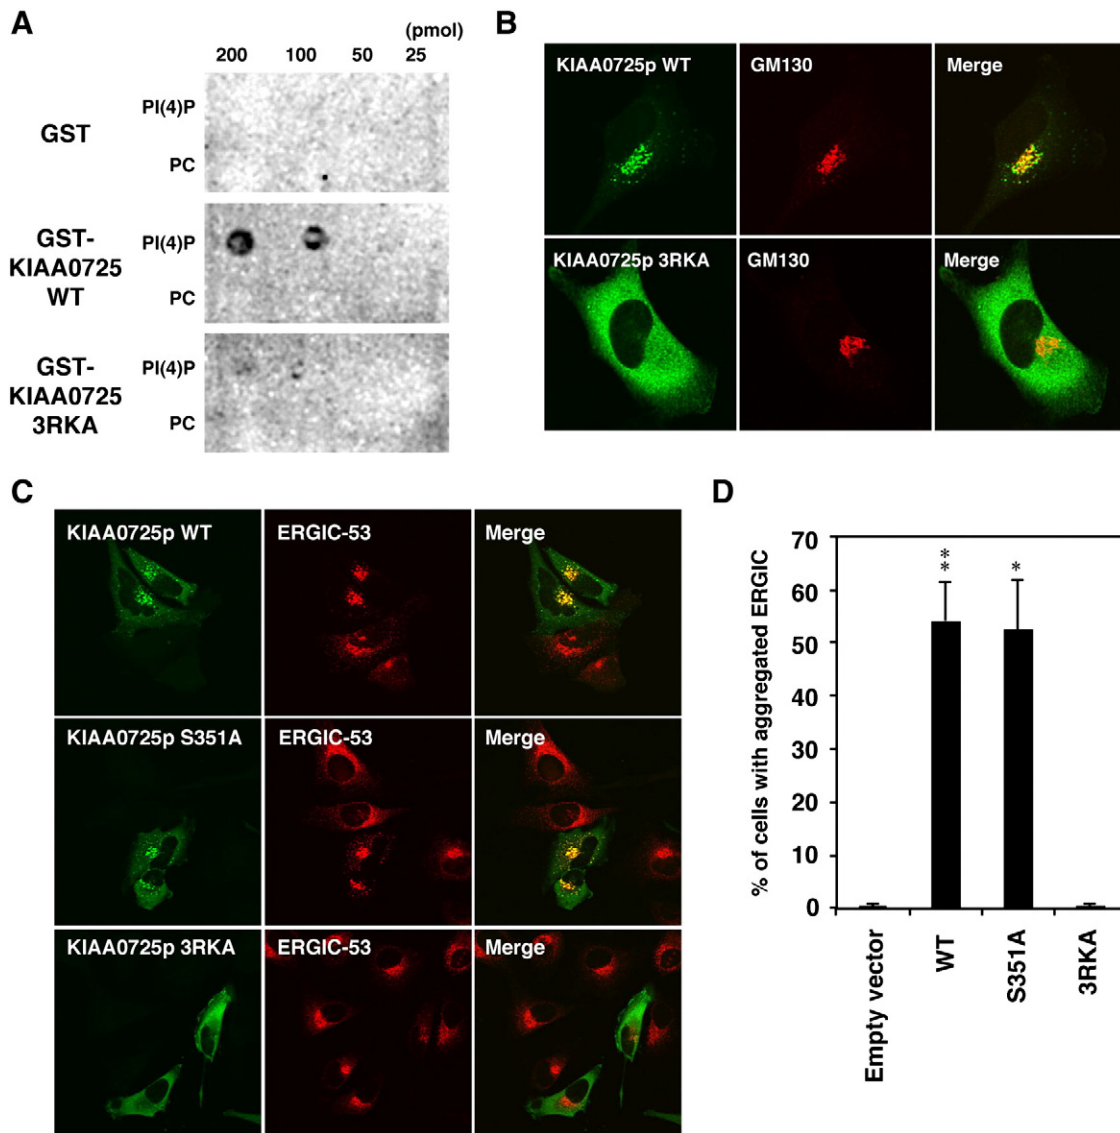 A
(pmol)
200 100 50 25
GST
PI(4)P
PC
GST-
KIAA0725
WT
PI(4)P
PC
GST-
KIAA0725
3RKA
PI(4)P
PC
B
KIAA0725p WT GM130 Merge
KIAA0725p 3RKA GM130 Merge
C
KIAA0725p WT ERGIC-53 Merge
KIAA0725p S351A ERGIC-53 Merge
KIAA0725p 3RKA ERGIC-53 Merge
D
% of cells with aggregated ERGIC
70
60
50
40
30
20
10
0
**
*
Empty vector
WT
S351A
3RKA